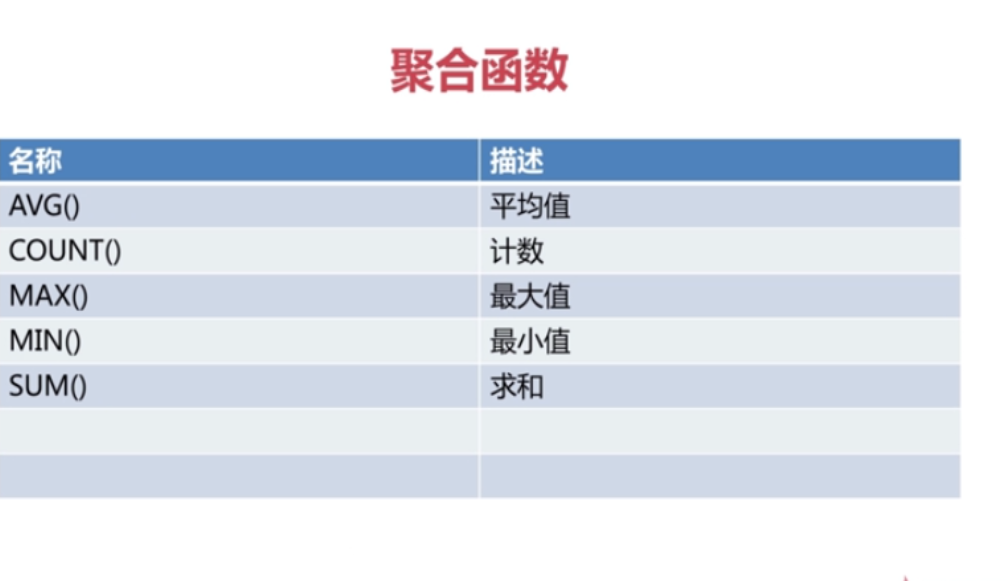 聚合函数
名称 描述
AVG() 平均值
COUNT() 计数
MAX() 最大值
MIN() 最小值
SUM() 求和